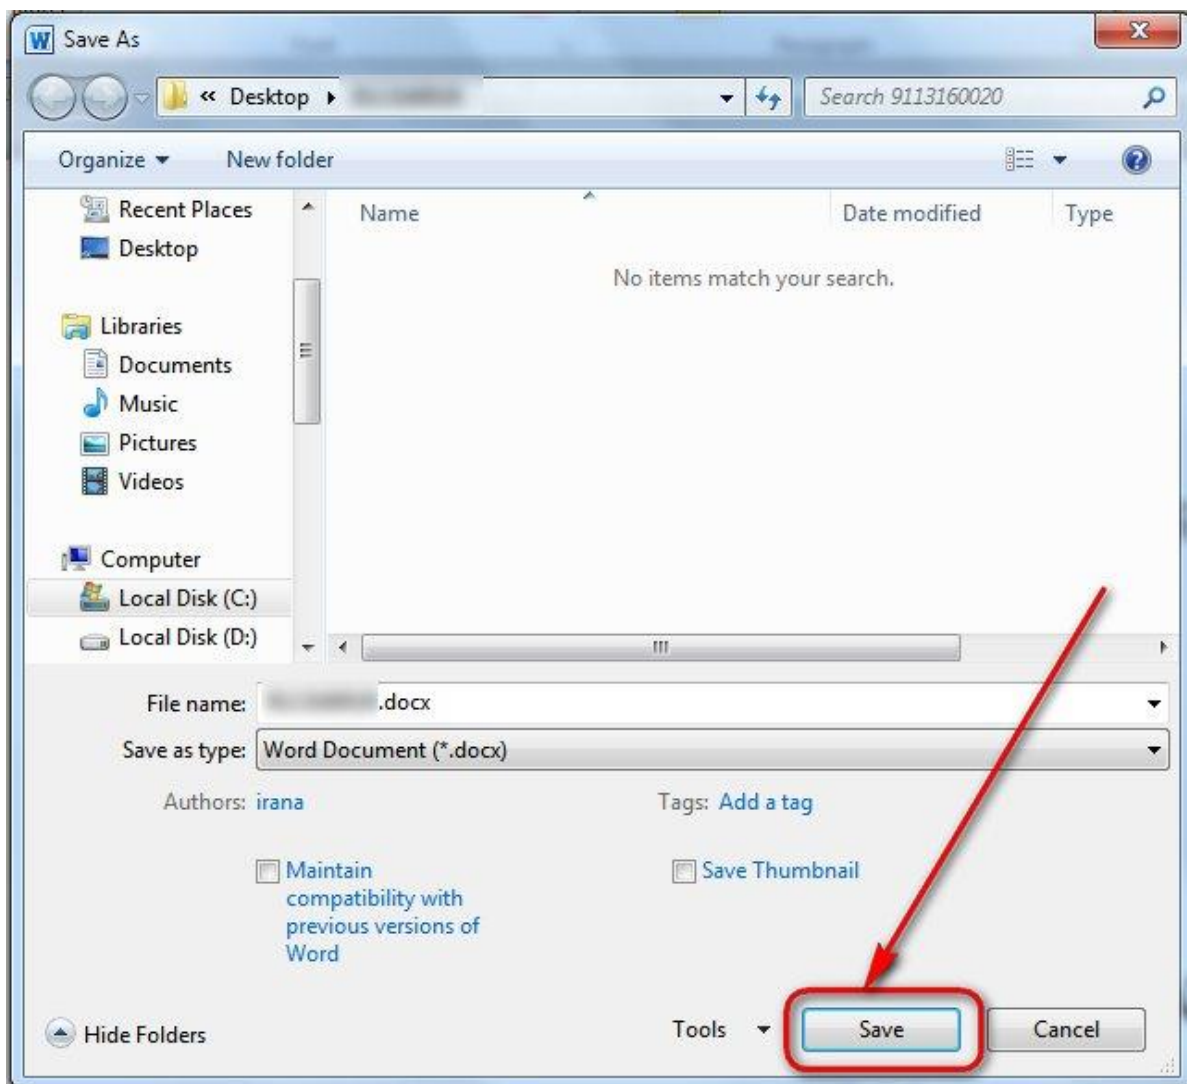 Save As
« Desktop
Search 9113160020
Organize New folder
Recent Places
Desktop
Libraries
Documents
Music
Pictures
Videos
Computer
Local Disk (C:)
Local Disk (D:)
Name Date modified Type
No items match your search.
File name: .docx
Save as type: Word Document (*.docx)
Authors: irana Tags: Add a tag
Maintain
compatibility with
previous versions of
Word
Save Thumbnail
Hide Folders Tools Save Cancel